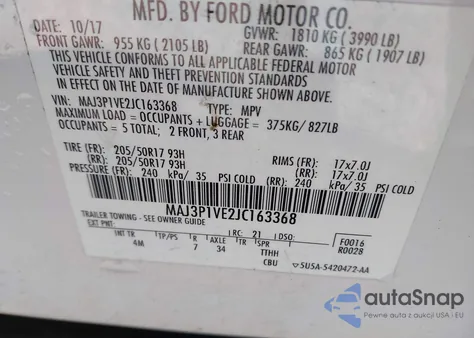 MFD. BY FORD MOTOR CO.
DATE: 10/17 GVWR: 1810 KG ( 3990 LB)
FRONT GAWR: 955 KG ( 2105 LB) REAR GAWR: 865 KG ( 1907 LB)
THIS VEHICLE CONFORMS TO ALL APPLICABLE FEDERAL MOTOR
VEHICLE SAFETY AND THEFT PREVENTION STANDARDS
IN EFFECT ON THE DATE OF MANUFACTURE SHOWN ABOVE.
VIN: MAJ3P1VE2JC163368 TYPE: MPV
MAXIMUM LOAD = OCCUPANTS + LUGGAGE = 375KG/ 827LB
OCCUPANTS = 5 TOTAL; 2 FRONT, 3 REAR
TIRE (FR): 205/50R17 93H RIMS (FR): 17x7.0J
(RR): 205/50R17 93H (RR): 17x7.0J
PRESS (FR): 240 kPa/ 35 PSI COLD (RR): 240 kPa/ 35 PSI COLD
MAJ3P1VE2JC163368
TRAILER TOWING - SEE OWNER GUIDE
EXT PNT: RC: 21 DSO: F0016
R0028
INT TR TP/PS R AXLE TR SPR
4M 7 34 TTHH
CBU 5U5A-5420472-AA
autoSnap
Pewne auto z USA i EU